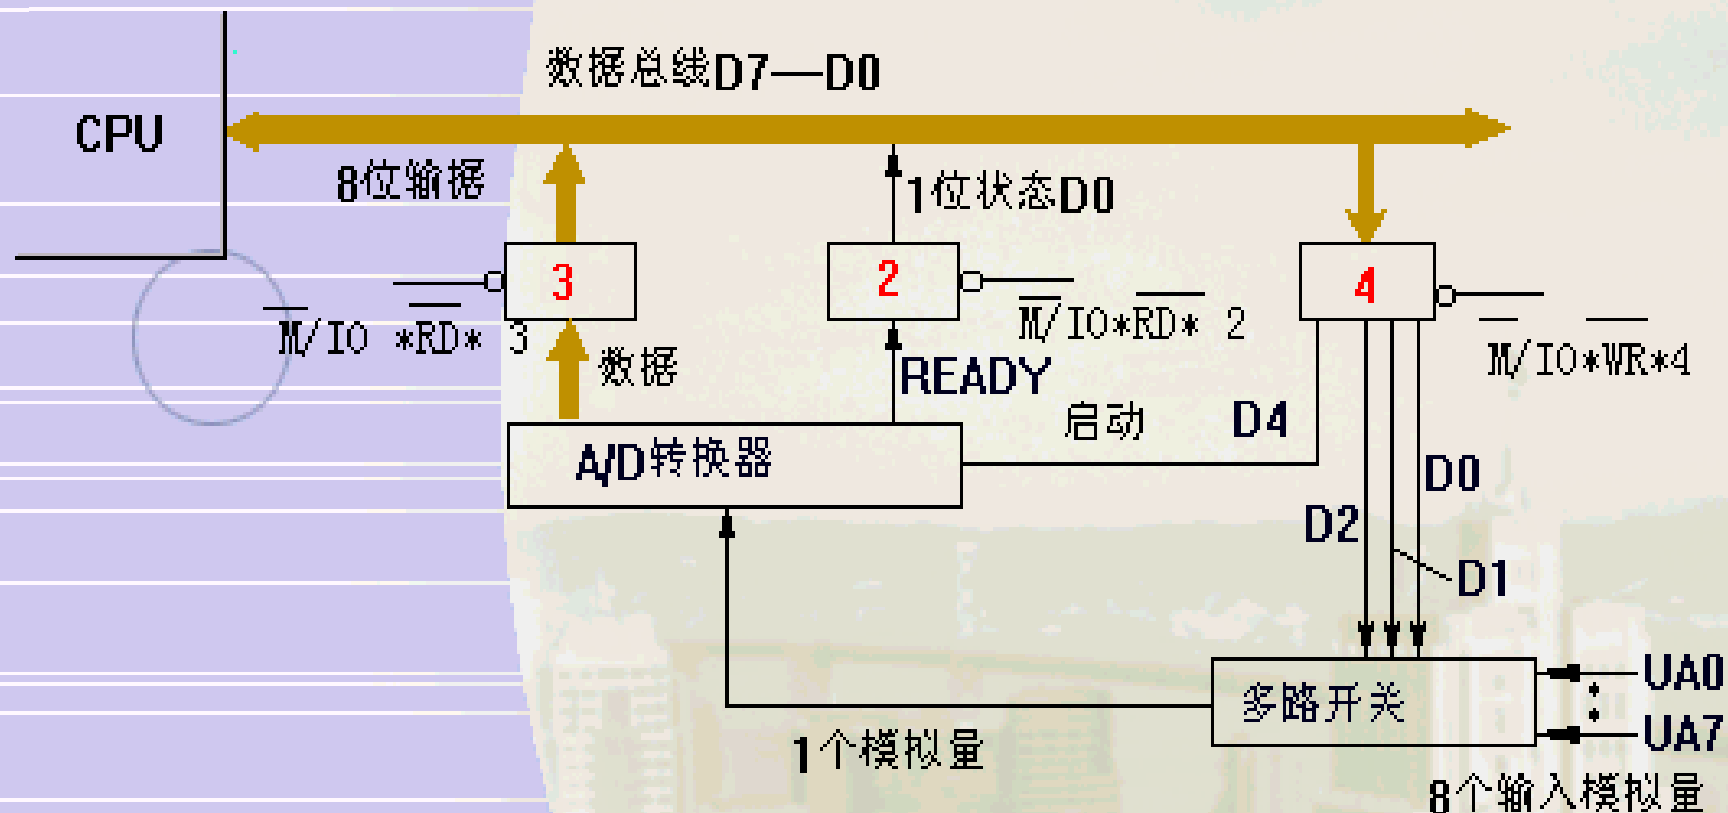 数据总线D7—D0
CPU
8位输据
1位状态D0
3
2
4
M/IO *RD* 3
M/IO*RD* 2
M/IO*WR*4
数据
READY
启动
D4
A/D转换器
D0
D2
D1
多路开关
UA0
UA7
1个模拟量
8个输入模拟量